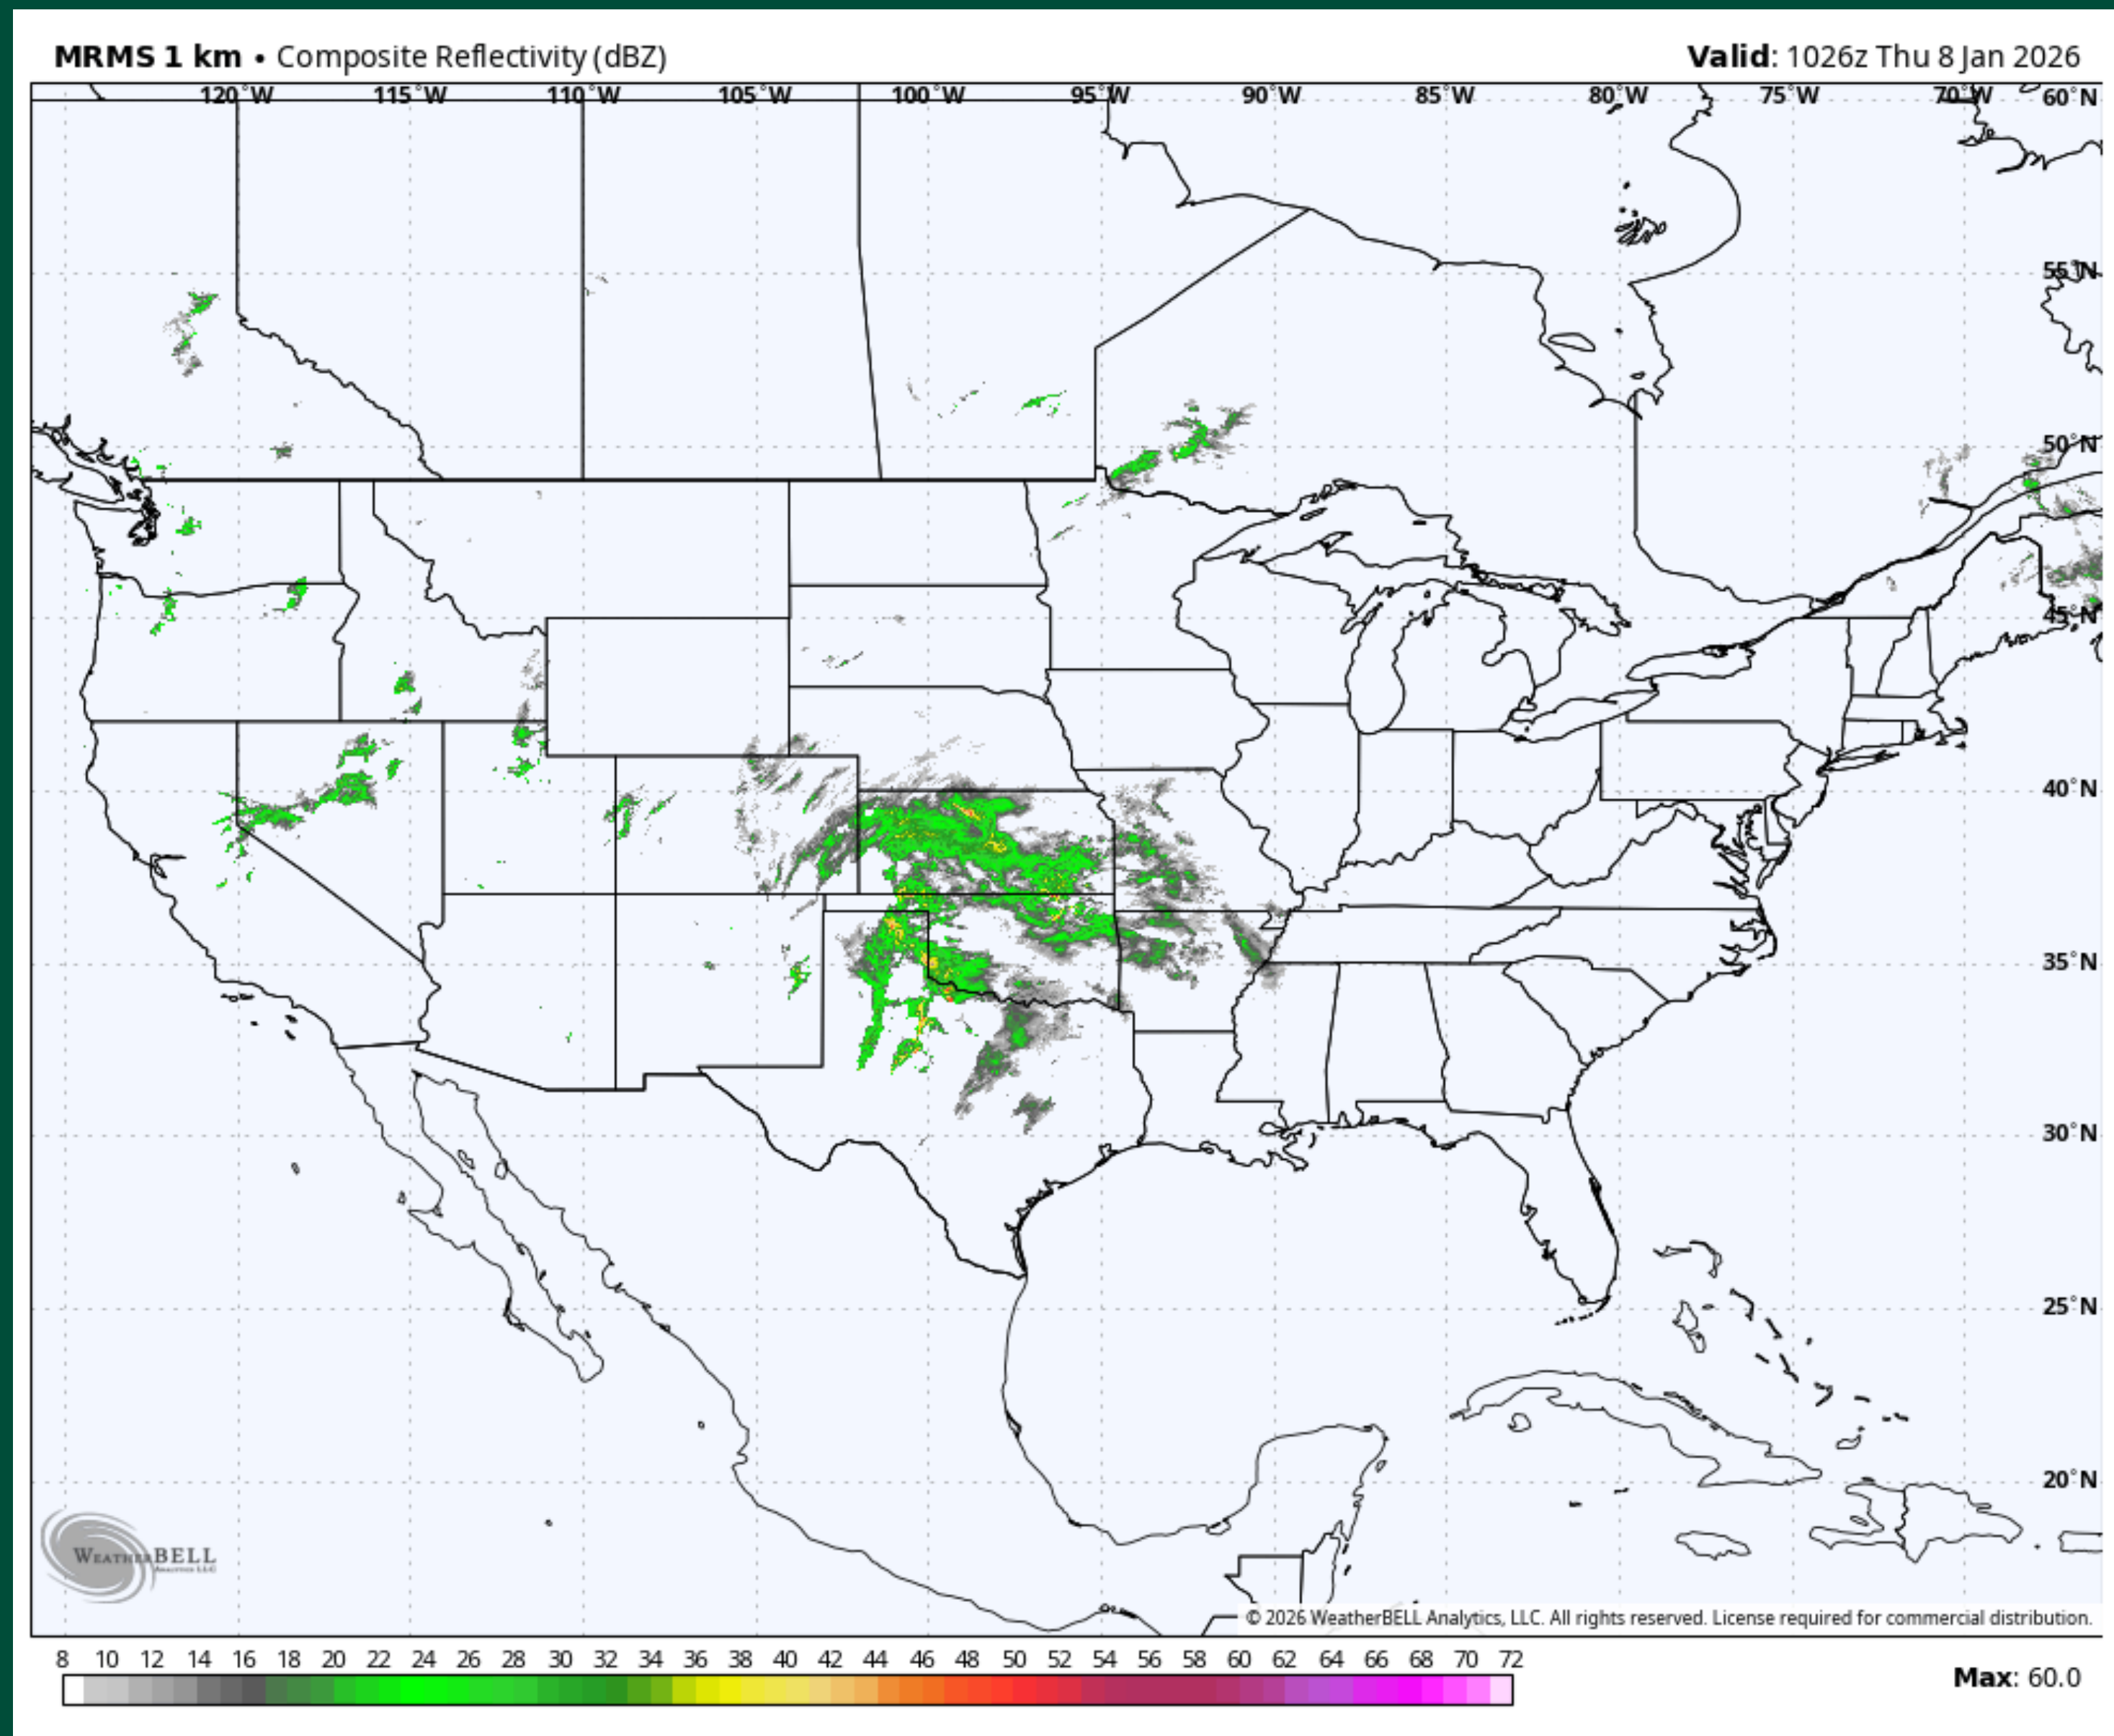 MRMS 1 km • Composite Reflectivity (dBZ)
Valid: 1026z Thu 8 Jan 2026
120°W 115°W 110°W 105°W 100°W 95°W 90°W 85°W 80°W 75°W 70°W 60°N
55°N
50°N
45°N
40°N
35°N
30°N
25°N
20°N
WEATHERBELL
ANALYTICS LLC
© 2026 WeatherBELL Analytics, LLC. All rights reserved. License required for commercial distribution.
8 10 12 14 16 18 20 22 24 26 28 30 32 34 36 38 40 42 44 46 48 50 52 54 56 58 60 62 64 66 68 70 72
Max: 60.0